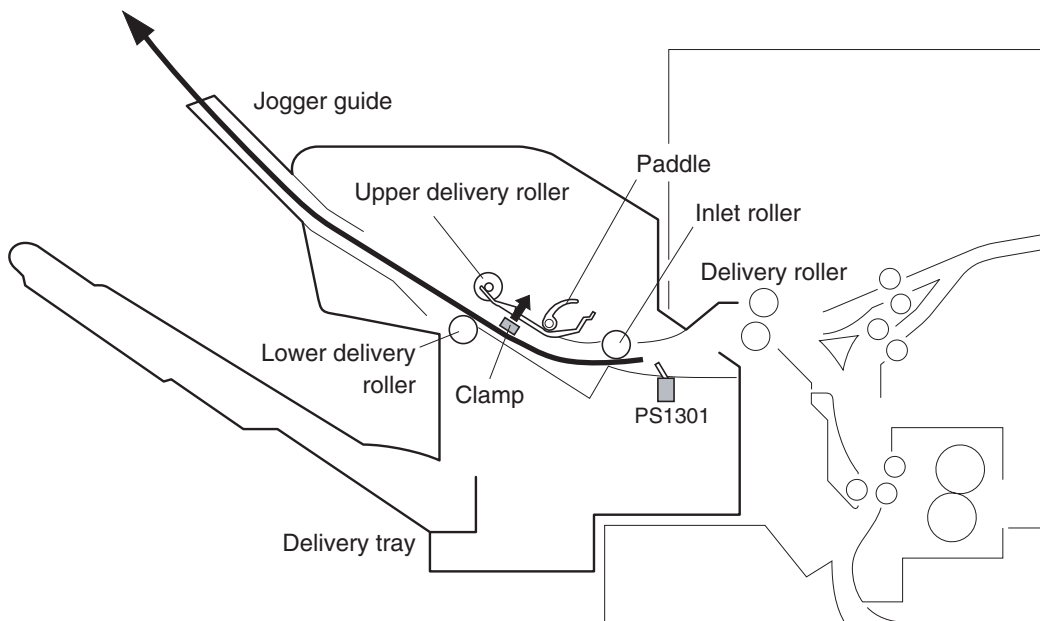 Jogger guide
Paddle
Upper delivery roller
Inlet roller
Delivery roller
Lower delivery
roller
Clamp
PS1301
Delivery tray